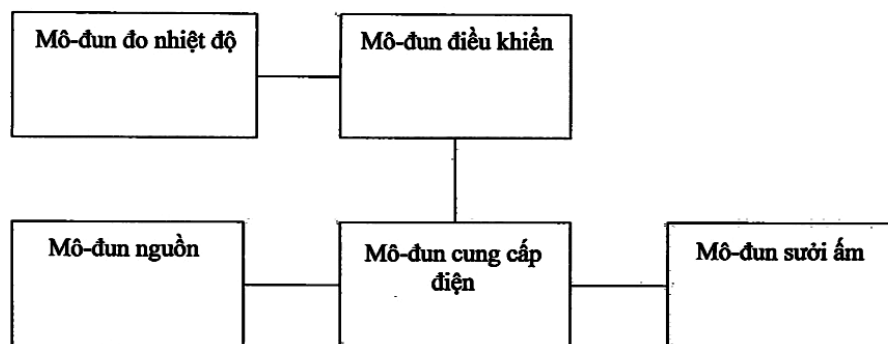 Mô-đun đo nhiệt độ
Mô-đun điều khiển
Mô-đun nguồn
Mô-đun cung cấp
điện
Mô-đun sưởi ấm